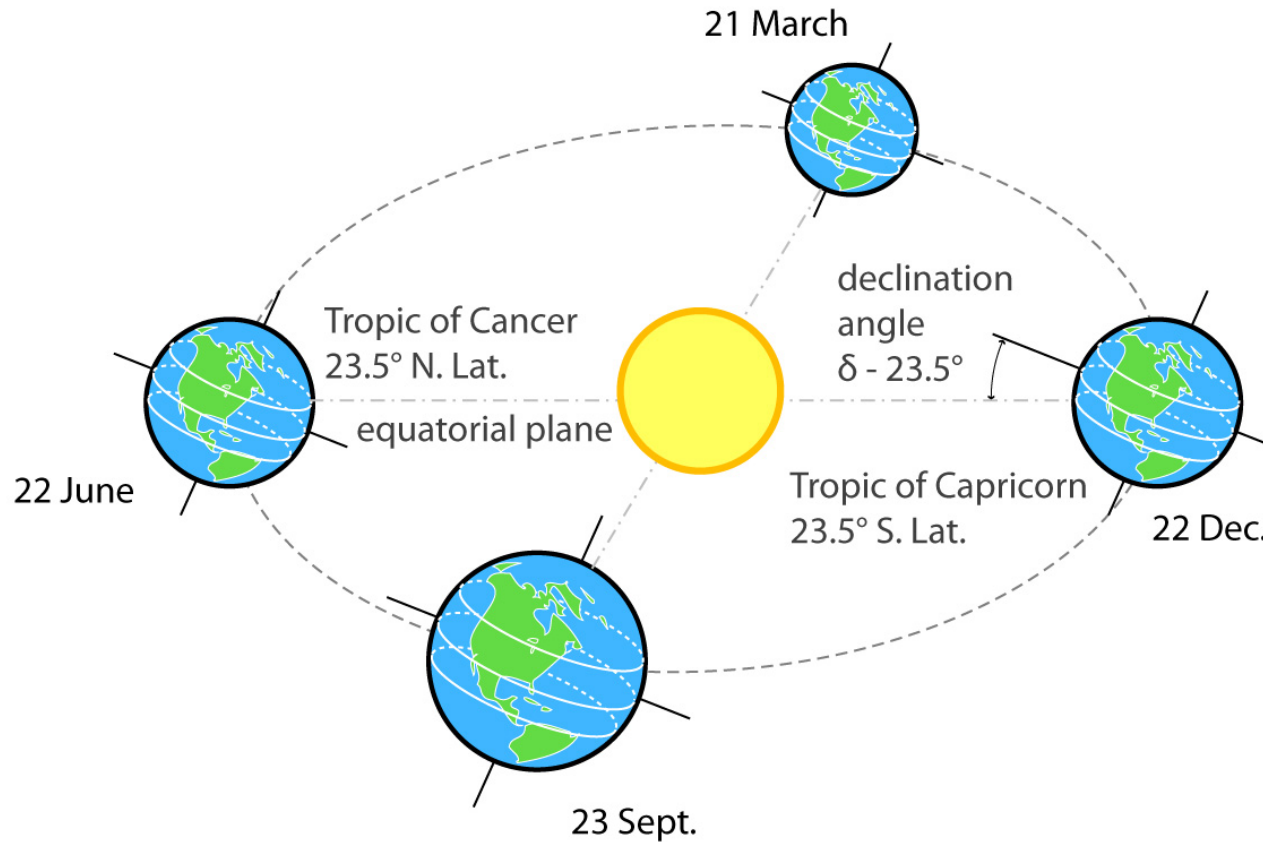 21 March
declination
angle
δ - 23.5°
Tropic of Cancer
23.5° N. Lat.
equatorial plane
Tropic of Capricorn
23.5° S. Lat.
22 June
22 Dec.
23 Sept.